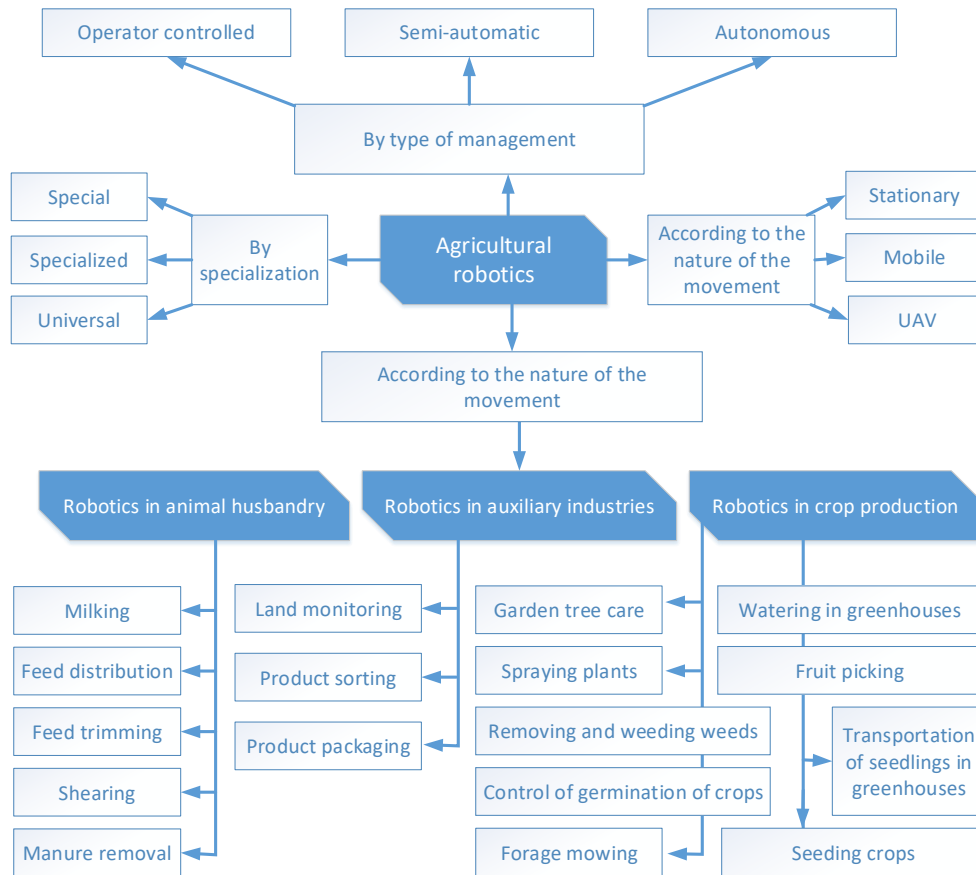 Operator controlled
Semi-automatic
Autonomous
By type of management
Special
Specialized
Universal
By
specialization
Agricultural
robotics
According to the
nature of the
movement
Stationary
Mobile
UAV
According to the nature of the
movement
Robotics in animal husbandry
Robotics in auxiliary industries
Robotics in crop production
Milking
Feed distribution
Feed trimming
Shearing
Manure removal
Land monitoring
Product sorting
Product packaging
Garden tree care
Spraying plants
Removing and weeding weeds
Control of germination of crops
Forage mowing
Watering in greenhouses
Fruit picking
Transportation
of seedlings in
greenhouses
Seeding crops